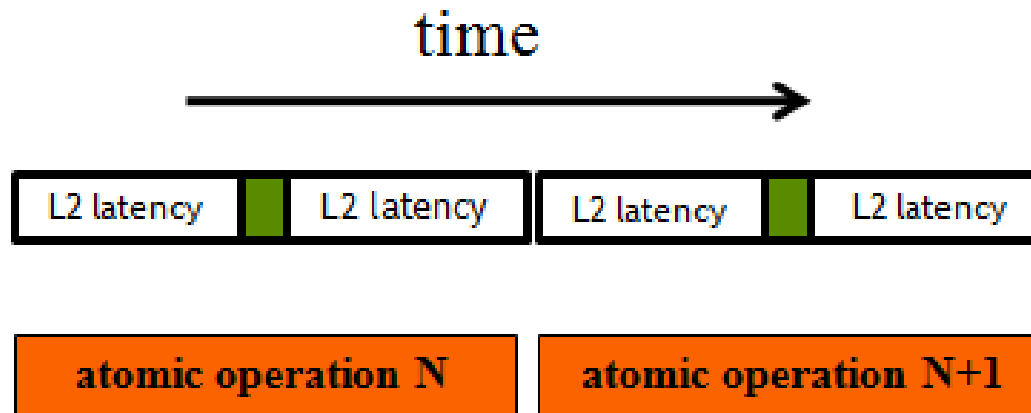 time
L2 latency L2 latency L2 latency L2 latency
atomic operation N atomic operation N+1